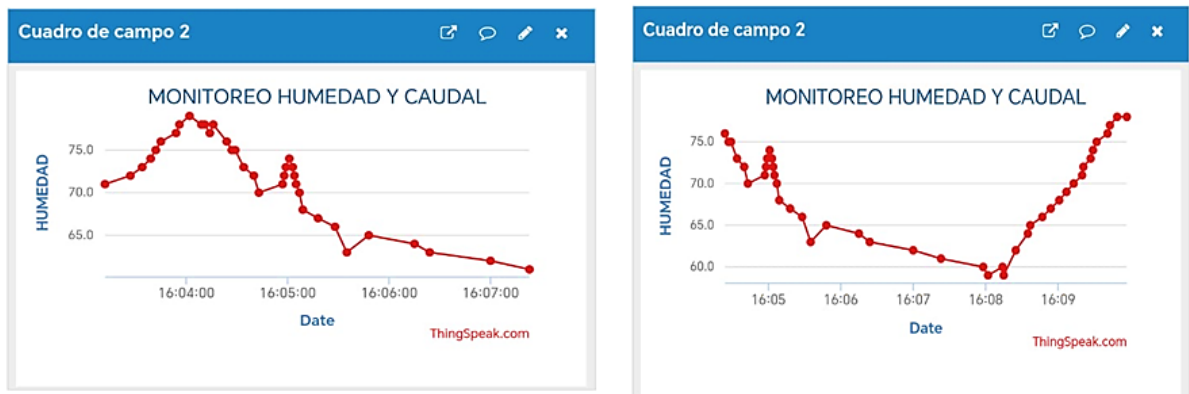 Cuadro de campo 2
MONITOREO HUMEDAD Y CAUDAL
HUMEDAD
75.0
70.0
65.0
16:04:00 16:05:00 16:06:00 16:07:00
Date
ThingSpeak.com
Cuadro de campo 2
MONITOREO HUMEDAD Y CAUDAL
HUMEDAD
75.0
70.0
65.0
60.0
16:05 16:06 16:07 16:08 16:09
Date
ThingSpeak.com